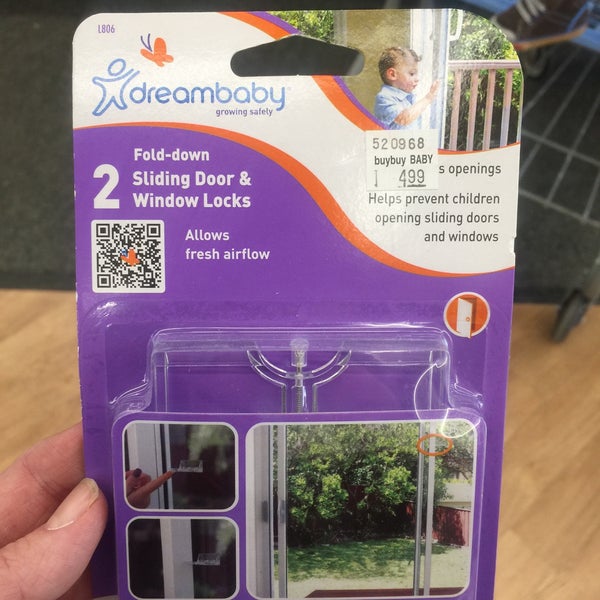 L806
dreambaby
growing safely
2
Fold-down
Sliding Door &
Window Locks
Allows
fresh airflow
520968
buybuy BABY
1 499
s openings
Helps prevent children
opening sliding doors
and windows